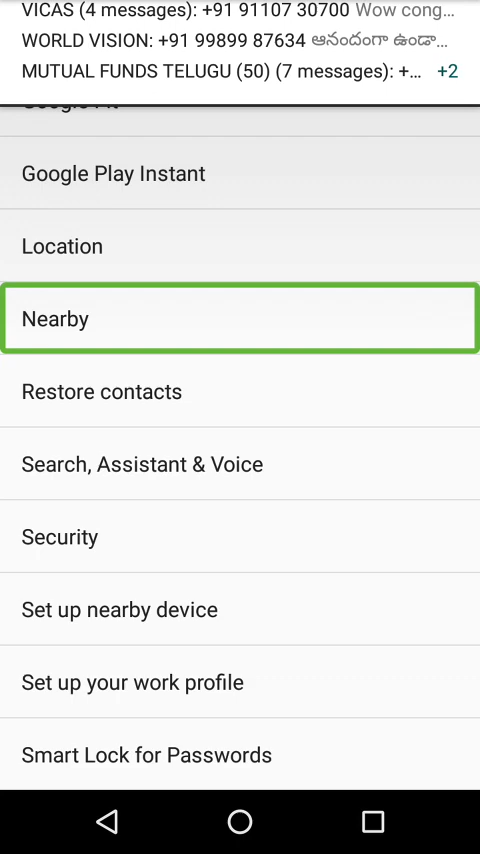 VICAS (4 messages): +91 91107 30700 Wow cong...
WORLD VISION: +91 99899 87634 ఆనందంగా ఉండా...
MUTUAL FUNDS TELUGU (50) (7 messages): +... +2
Google Play Instant
Location
Nearby
Restore contacts
Search, Assistant & Voice
Security
Set up nearby device
Set up your work profile
Smart Lock for Passwords